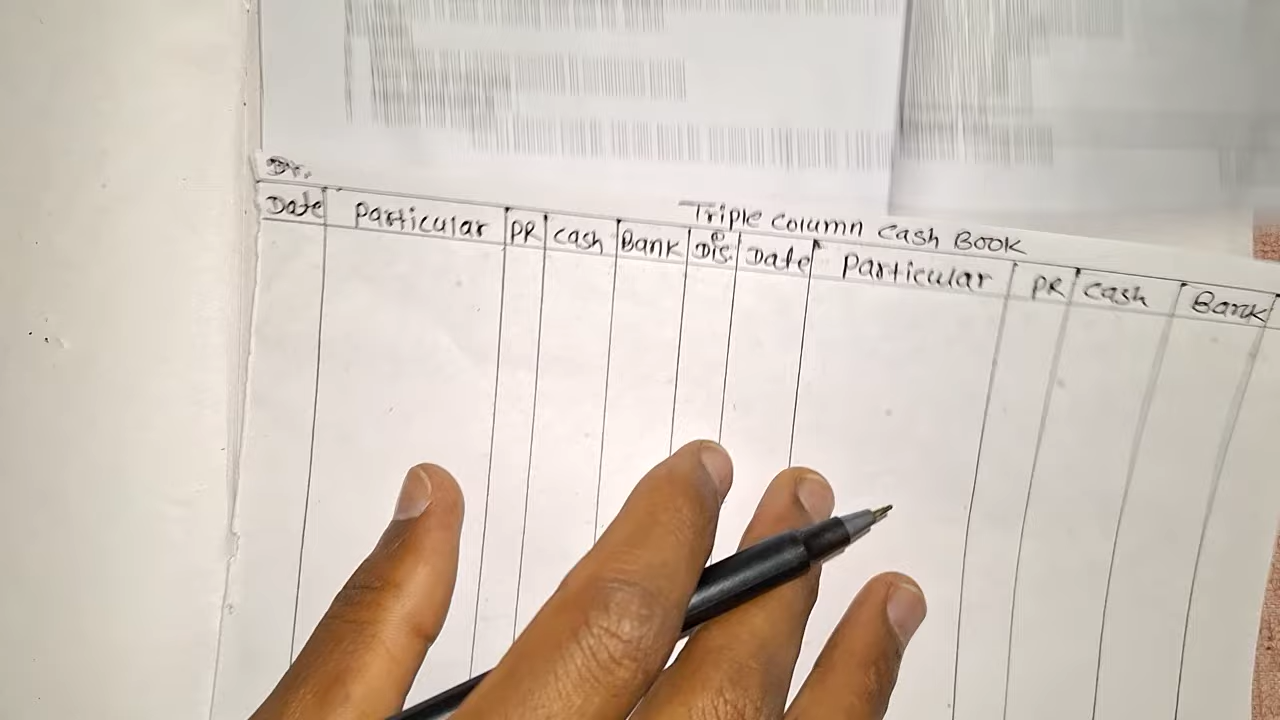 Dr.
Triple Column Cash BOOK
Date Particular PR Cash Bank Dis. Date Particular PR Cash Bank